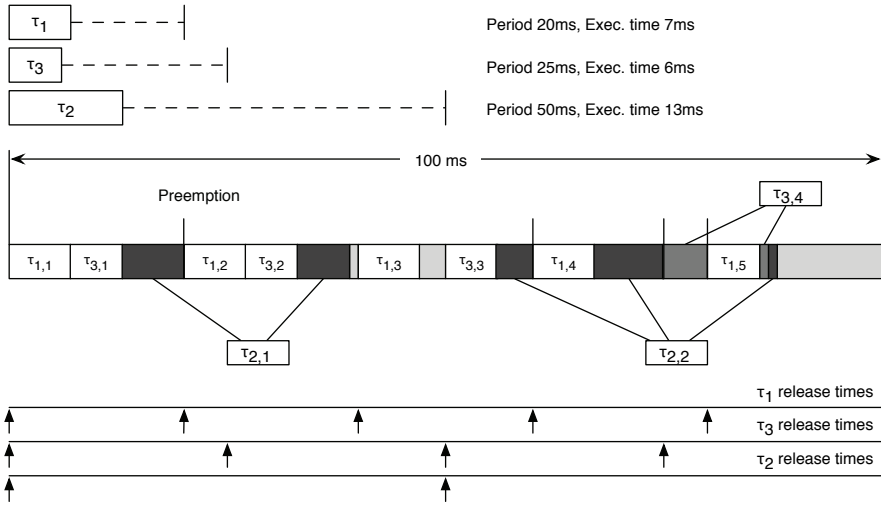 τ1
Period 20ms, Exec. time 7ms
τ3
Period 25ms, Exec. time 6ms
τ2
Period 50ms, Exec. time 13ms
100 ms
Preemption
τ3,4
τ1,1 τ3,1 τ1,2 τ3,2 τ1,3 τ3,3 τ1,4 τ1,5
τ2,1 τ2,2
τ1 release times
τ3 release times
τ2 release times